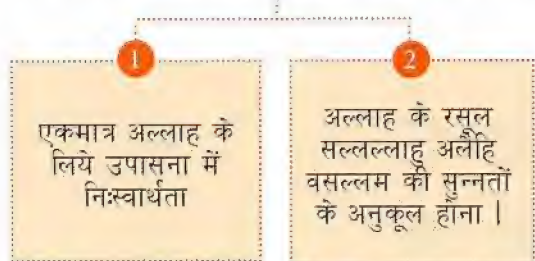 1
एकमात्र अल्लाह के
लिये उपासना में
निःस्वार्थता
2
अल्लाह के रसूल
सल्लल्लाहु अलैहि
वसल्लम की सुन्नतों
के अनुकूल होना |